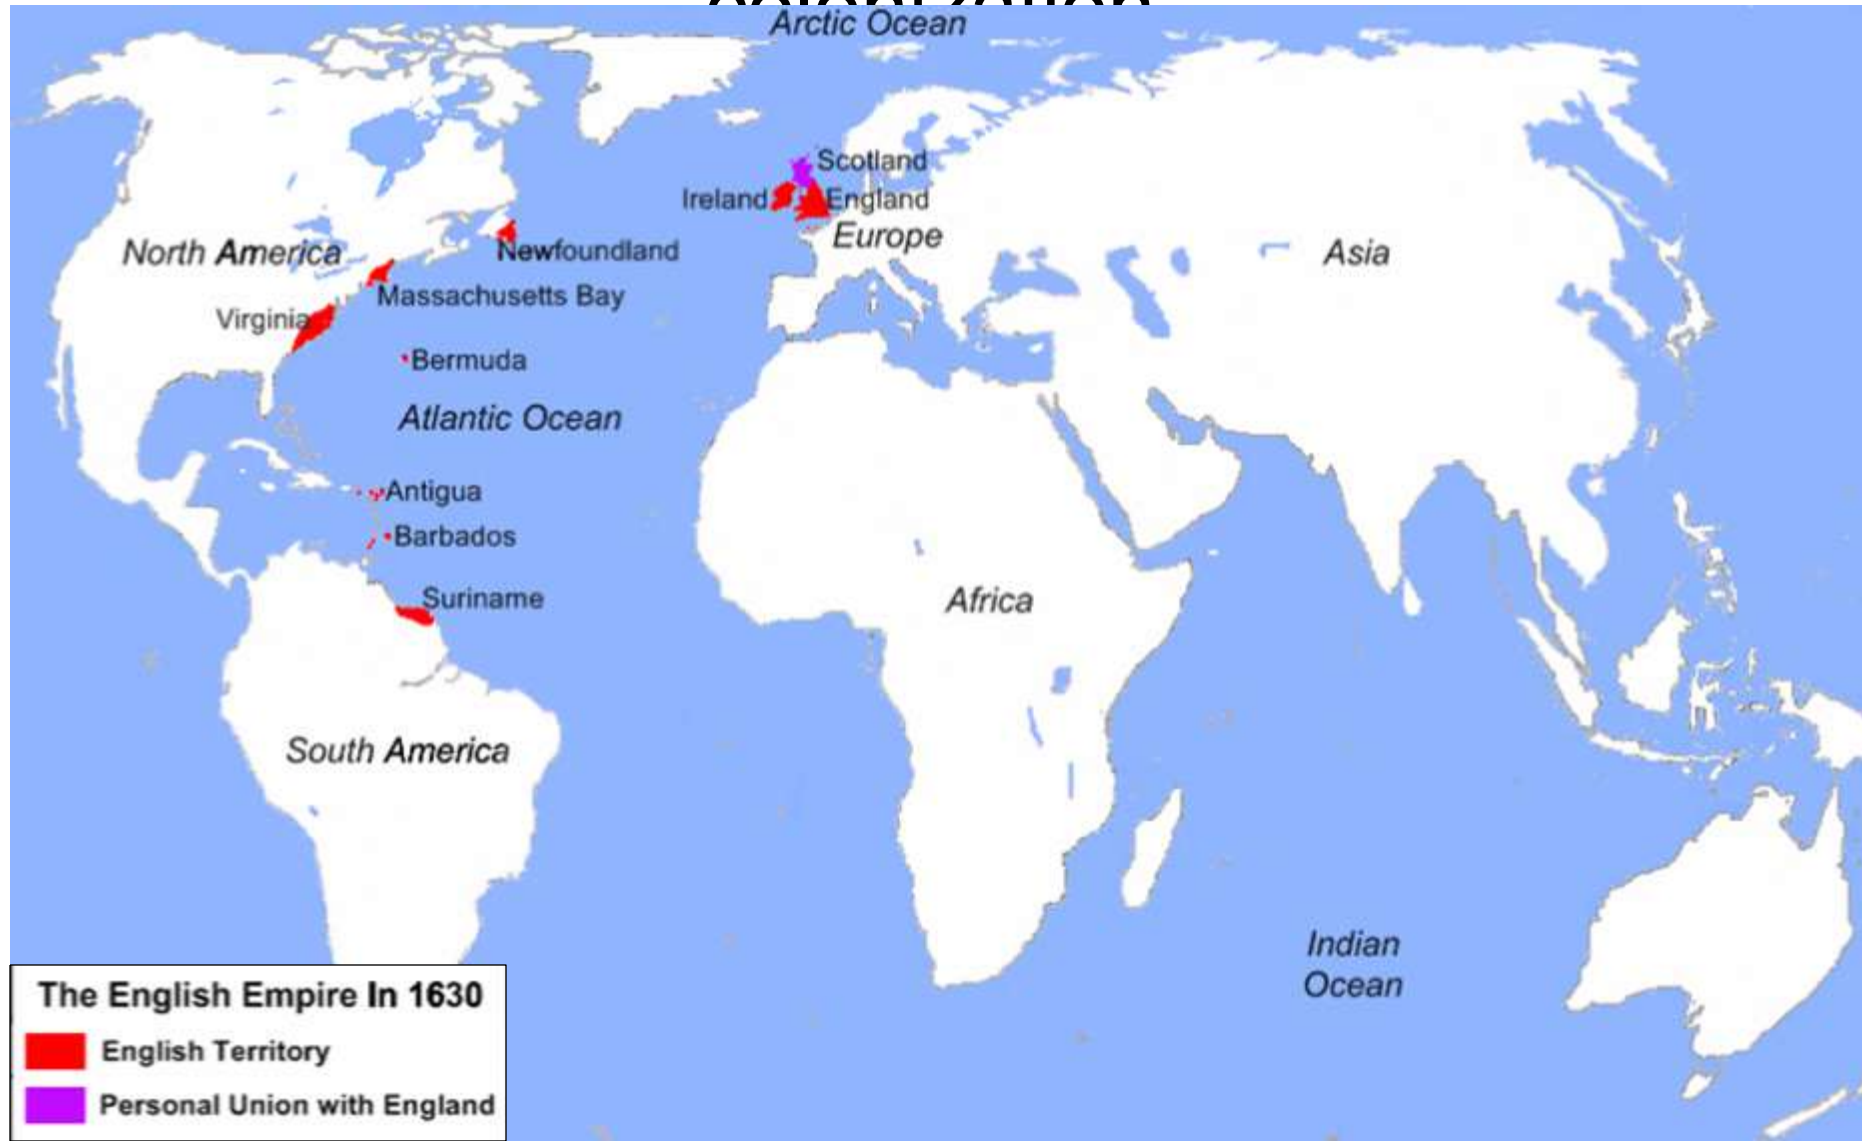 colonization
Arctic Ocean
Scotland
Ireland
England
Europe
North America
Newfoundland
Asia
Massachusetts Bay
Virginia
Bermuda
Atlantic Ocean
Antigua
Barbados
Suriname
Africa
South America
Indian
Ocean
The English Empire In 1630
English Territory
Personal Union with England